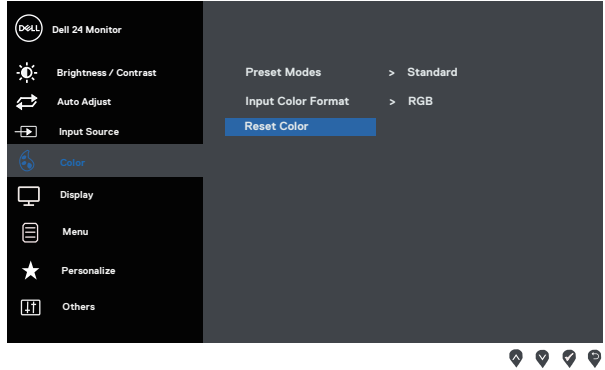 DELL
Dell 24 Monitor
Brightness / Contrast
Auto Adjust
Input Source
Color
Display
Menu
Personalize
Others
Preset Modes > Standard
Input Color Format > RGB
Reset Color